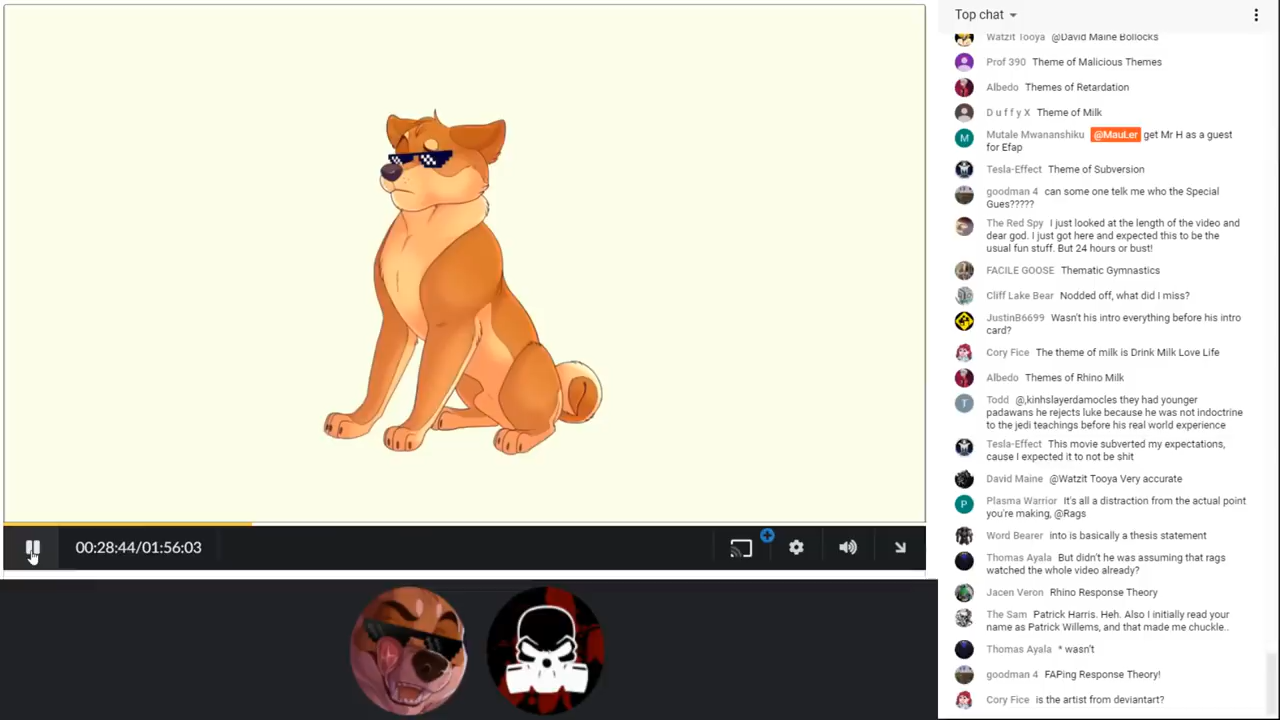 Top chat
Watzit Tooya @David Maine Bollocks
Prof 390 Theme of Malicious Themes
Albedo Themes of Retardation
D u f f y X Theme of Milk
Mutale Mwananshiku @MauLer get Mr H as a guest
for Efap
Tesla-Effect Theme of Subversion
goodman 4 can some one telk me who the Special
Gues?????
The Red Spy I just looked at the length of the video and
dear god. I just got here and expected this to be the
usual fun stuff. But 24 hours or bust!
FACILE GOOSE Thematic Gymnastics
Cliff Lake Bear Nodded off, what did I miss?
JustinB6699 Wasn't his intro everything before his intro
card?
Cory Fice The theme of milk is Drink Milk Love Life
Albedo Themes of Rhino Milk
Todd @,kinhslayerdamocles they had younger
padawans he rejects luke because he was not indoctrine
to the jedi teachings before his real world experience
Tesla-Effect This movie subverted my expectations,
cause I expected it to not be shit
David Maine @Watzit Tooya Very accurate
Plasma Warrior It's all a distraction from the actual point
you're making, @Rags
Word Bearer into is basically a thesis statement
Thomas Ayala But didn't he was assuming that rags
watched the whole video already?
Jacen Veron Rhino Response Theory
The Sam Patrick Harris. Heh. Also I initially read your
name as Patrick Willems, and that made me chuckle..
Thomas Ayala * wasn't
goodman 4 FAPing Response Theory!
Cory Fice is the artist from deviantart?
00:28:44/01:56:03
M
T
P